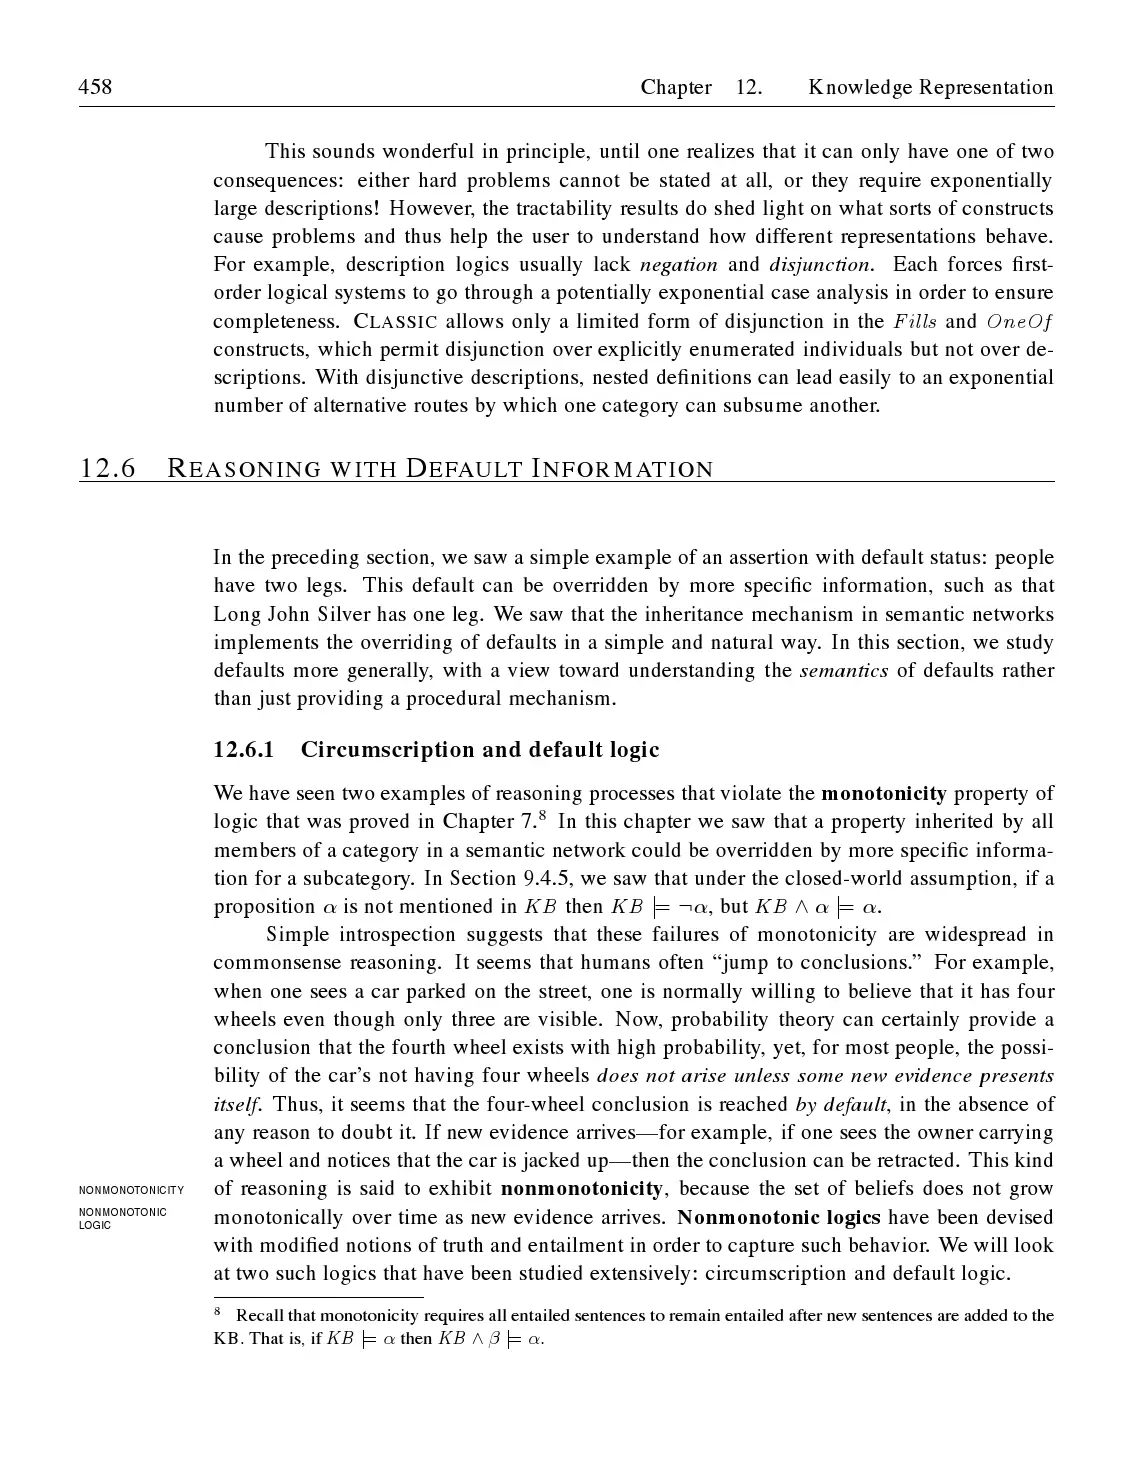 458 Chapter 12. Knowledge Representation
This sounds wonderful in principle, until one realizes that it can only have one of two
consequences: either hard problems cannot be stated at all, or they require exponentially
large descriptions! However, the tractability results do shed light on what sorts of constructs
cause problems and thus help the user to understand how different representations behave.
For example, description logics usually lack negation and disjunction. Each forces first-
order logical systems to go through a potentially exponential case analysis in order to ensure
completeness. CLASSIC allows only a limited form of disjunction in the Fills and OneOf
constructs, which permit disjunction over explicitly enumerated individuals but not over de-
scriptions. With disjunctive descriptions, nested definitions can lead easily to an exponential
number of alternative routes by which one category can subsume another.
12.6 REASONING WITH DEFAULT INFORMATION
In the preceding section, we saw a simple example of an assertion with default status: people
have two legs. This default can be overridden by more specific information, such as that
Long John Silver has one leg. We saw that the inheritance mechanism in semantic networks
implements the overriding of defaults in a simple and natural way. In this section, we study
defaults more generally, with a view toward understanding the semantics of defaults rather
than just providing a procedural mechanism.
12.6.1 Circumscription and default logic
We have seen two examples of reasoning processes that violate the monotonicity property of
logic that was proved in Chapter 7.⁸ In this chapter we saw that a property inherited by all
members of a category in a semantic network could be overridden by more specific informa-
tion for a subcategory. In Section 9.4.5, we saw that under the closed-world assumption, if a
proposition α is not mentioned in KB then KB ⊨ ¬α, but KB ∧ α ⊨ α.
Simple introspection suggests that these failures of monotonicity are widespread in
commonsense reasoning. It seems that humans often “jump to conclusions.” For example,
when one sees a car parked on the street, one is normally willing to believe that it has four
wheels even though only three are visible. Now, probability theory can certainly provide a
conclusion that the fourth wheel exists with high probability, yet, for most people, the possi-
bility of the car’s not having four wheels does not arise unless some new evidence presents
itself. Thus, it seems that the four-wheel conclusion is reached by default, in the absence of
any reason to doubt it. If new evidence arrives—for example, if one sees the owner carrying
a wheel and notices that the car is jacked up—then the conclusion can be retracted. This kind
NONMONOTONICITY
of reasoning is said to exhibit nonmonotonicity, because the set of beliefs does not grow
NONMONOTONIC
LOGIC
monotonically over time as new evidence arrives. Nonmonotonic logics have been devised
with modified notions of truth and entailment in order to capture such behavior. We will look
at two such logics that have been studied extensively: circumscription and default logic.
⁸ Recall that monotonicity requires all entailed sentences to remain entailed after new sentences are added to the
KB. That is, if KB ⊨ α then KB ∧ β ⊨ α.